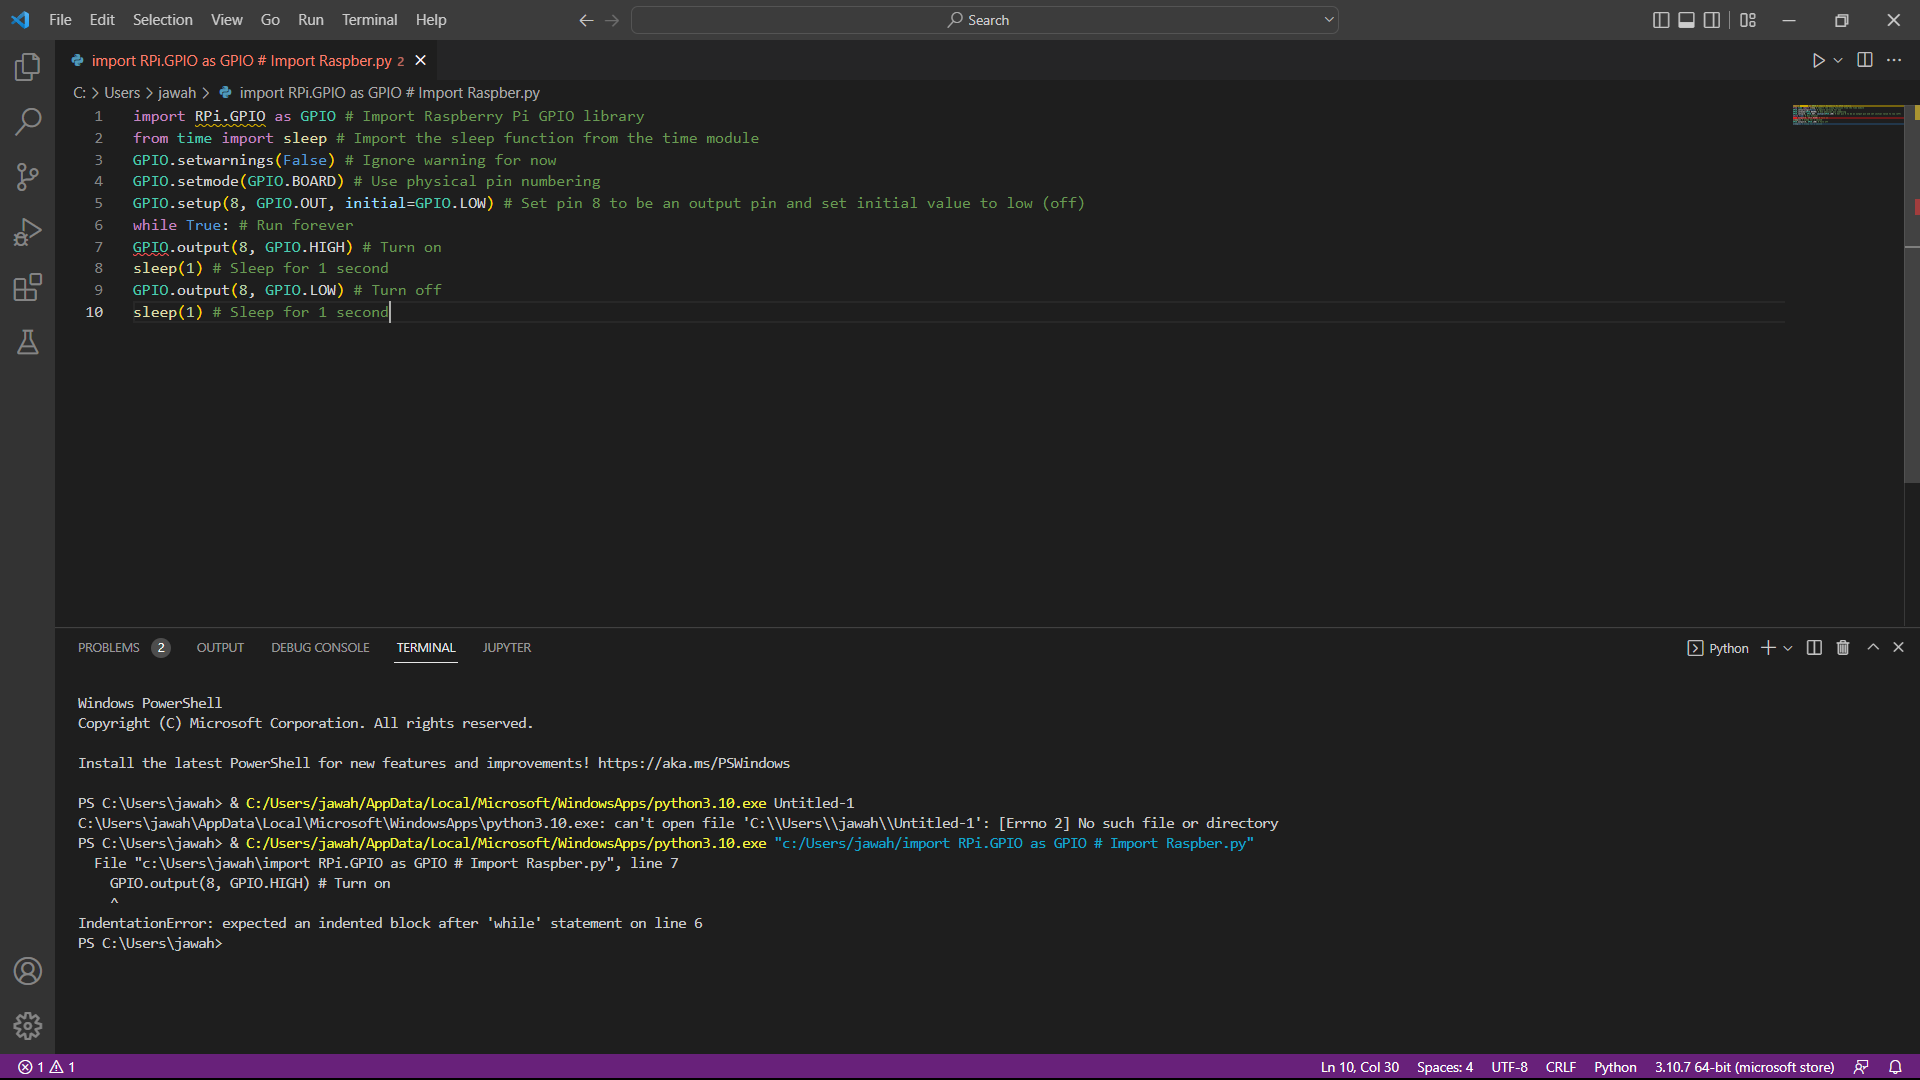 File Edit Selection View Go Run Terminal Help
Search
import RPi.GPIO as GPIO # Import Raspber.py 2
C: > Users > jawah > import RPi.GPIO as GPIO # Import Raspber.py
1 import RPi.GPIO as GPIO # Import Raspberry Pi GPIO library
2 from time import sleep # Import the sleep function from the time module
3 GPIO.setwarnings(False) # Ignore warning for now
4 GPIO.setmode(GPIO.BOARD) # Use physical pin numbering
5 GPIO.setup(8, GPIO.OUT, initial=GPIO.LOW) # Set pin 8 to be an output pin and set initial value to low (off)
6 while True: # Run forever
7 GPIO.output(8, GPIO.HIGH) # Turn on
8 sleep(1) # Sleep for 1 second
9 GPIO.output(8, GPIO.LOW) # Turn off
10 sleep(1) # Sleep for 1 second
PROBLEMS 2 OUTPUT DEBUG CONSOLE TERMINAL JUPYTER
Python
Windows PowerShell
Copyright (C) Microsoft Corporation. All rights reserved.
Install the latest PowerShell for new features and improvements! https://aka.ms/PSWindows
PS C:\Users\jawah> & C:/Users/jawah/AppData/Local/Microsoft/WindowsApps/python3.10.exe Untitled-1
C:\Users\jawah\AppData\Local\Microsoft\WindowsApps\python3.10.exe: can't open file 'C:\\Users\\jawah\\Untitled-1': [Errno 2] No such file or directory
PS C:\Users\jawah> & C:/Users/jawah/AppData/Local/Microsoft/WindowsApps/python3.10.exe "c:/Users/jawah/import RPi.GPIO as GPIO # Import Raspber.py"
  File "c:\Users\jawah\import RPi.GPIO as GPIO # Import Raspber.py", line 7
    GPIO.output(8, GPIO.HIGH) # Turn on
    ^
IndentationError: expected an indented block after 'while' statement on line 6
PS C:\Users\jawah>
1 1
Ln 10, Col 30 Spaces: 4 UTF-8 CRLF Python 3.10.7 64-bit (microsoft store)